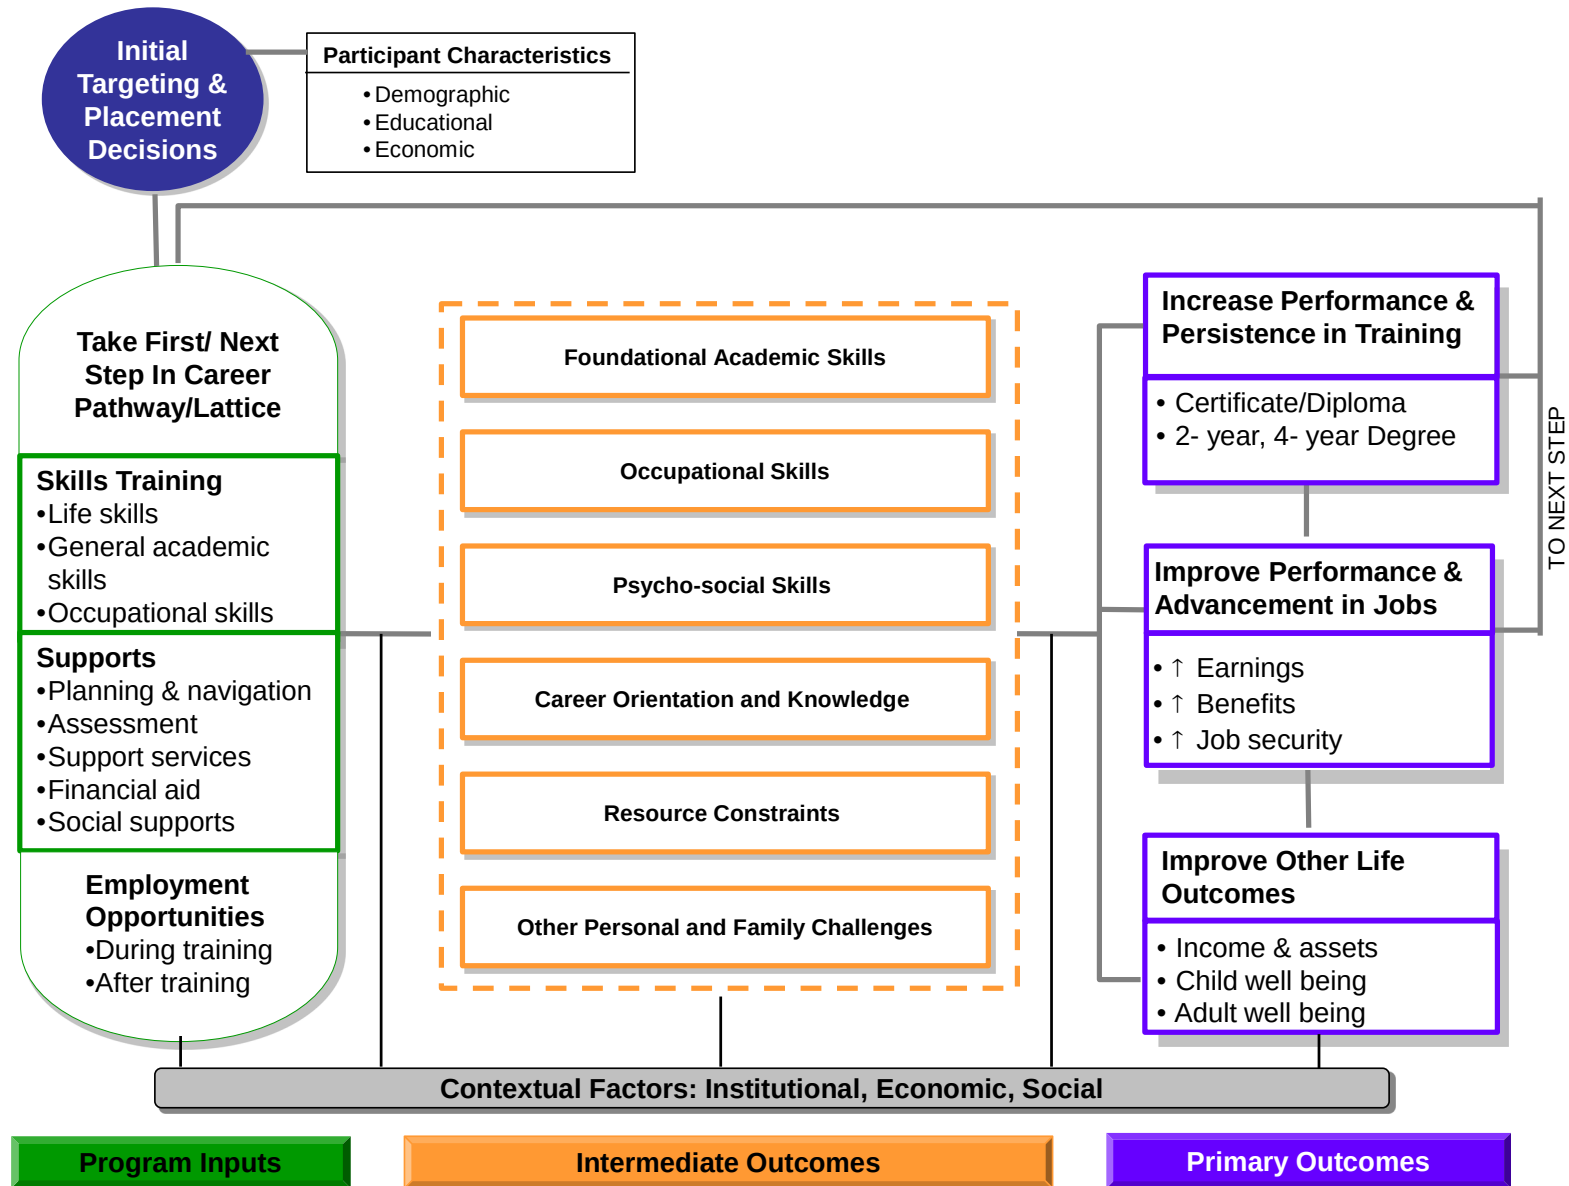 Initial
Targeting &
Placement
Decisions
Participant Characteristics
• Demographic
• Educational
• Economic
Take First/ Next
Step In Career
Pathway/Lattice
Skills Training
•Life skills
•General academic
skills
•Occupational skills
Supports
•Planning & navigation
•Assessment
•Support services
•Financial aid
•Social supports
Employment
Opportunities
•During training
•After training
Foundational Academic Skills
Occupational Skills
Psycho-social Skills
Career Orientation and Knowledge
Resource Constraints
Other Personal and Family Challenges
Increase Performance &
Persistence in Training
• Certificate/Diploma
• 2- year, 4- year Degree
Improve Performance &
Advancement in Jobs
• ↑ Earnings
• ↑ Benefits
• ↑ Job security
Improve Other Life
Outcomes
• Income & assets
• Child well being
• Adult well being
TO NEXT STEP
Contextual Factors: Institutional, Economic, Social
Program Inputs
Intermediate Outcomes
Primary Outcomes